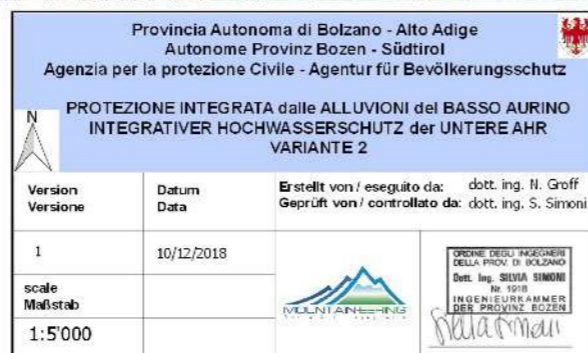 Provincia Autonoma di Bolzano - Alto Adige
Autonome Provinz Bozen - Südtirol
Agenzia per la protezione Civile - Agentur für Bevölkerungsschutz
N
PROTEZIONE INTEGRATA dalle ALLUVIONI del BASSO AURINO
INTEGRATIVER HOCHWASSERSCHUTZ der UNTERE AHR
VARIANTE 2
Version
Versione
Datum
Data
Erstellt von / eseguito da: dott. ing. N. Groff
Geprüft von / controllato da: dott. ing. S. Simoni
1
10/12/2018
scale
Maßstab
1:5'000
MOUNTAIN-EERING
ORDINE DEGLI INGEGNERI
DELLA PROV. DI BOLZANO
Dott. Ing. SILVIA SIMONI
Nr. 1918
INGENIEURKAMMER
DER PROVINZ BOZEN